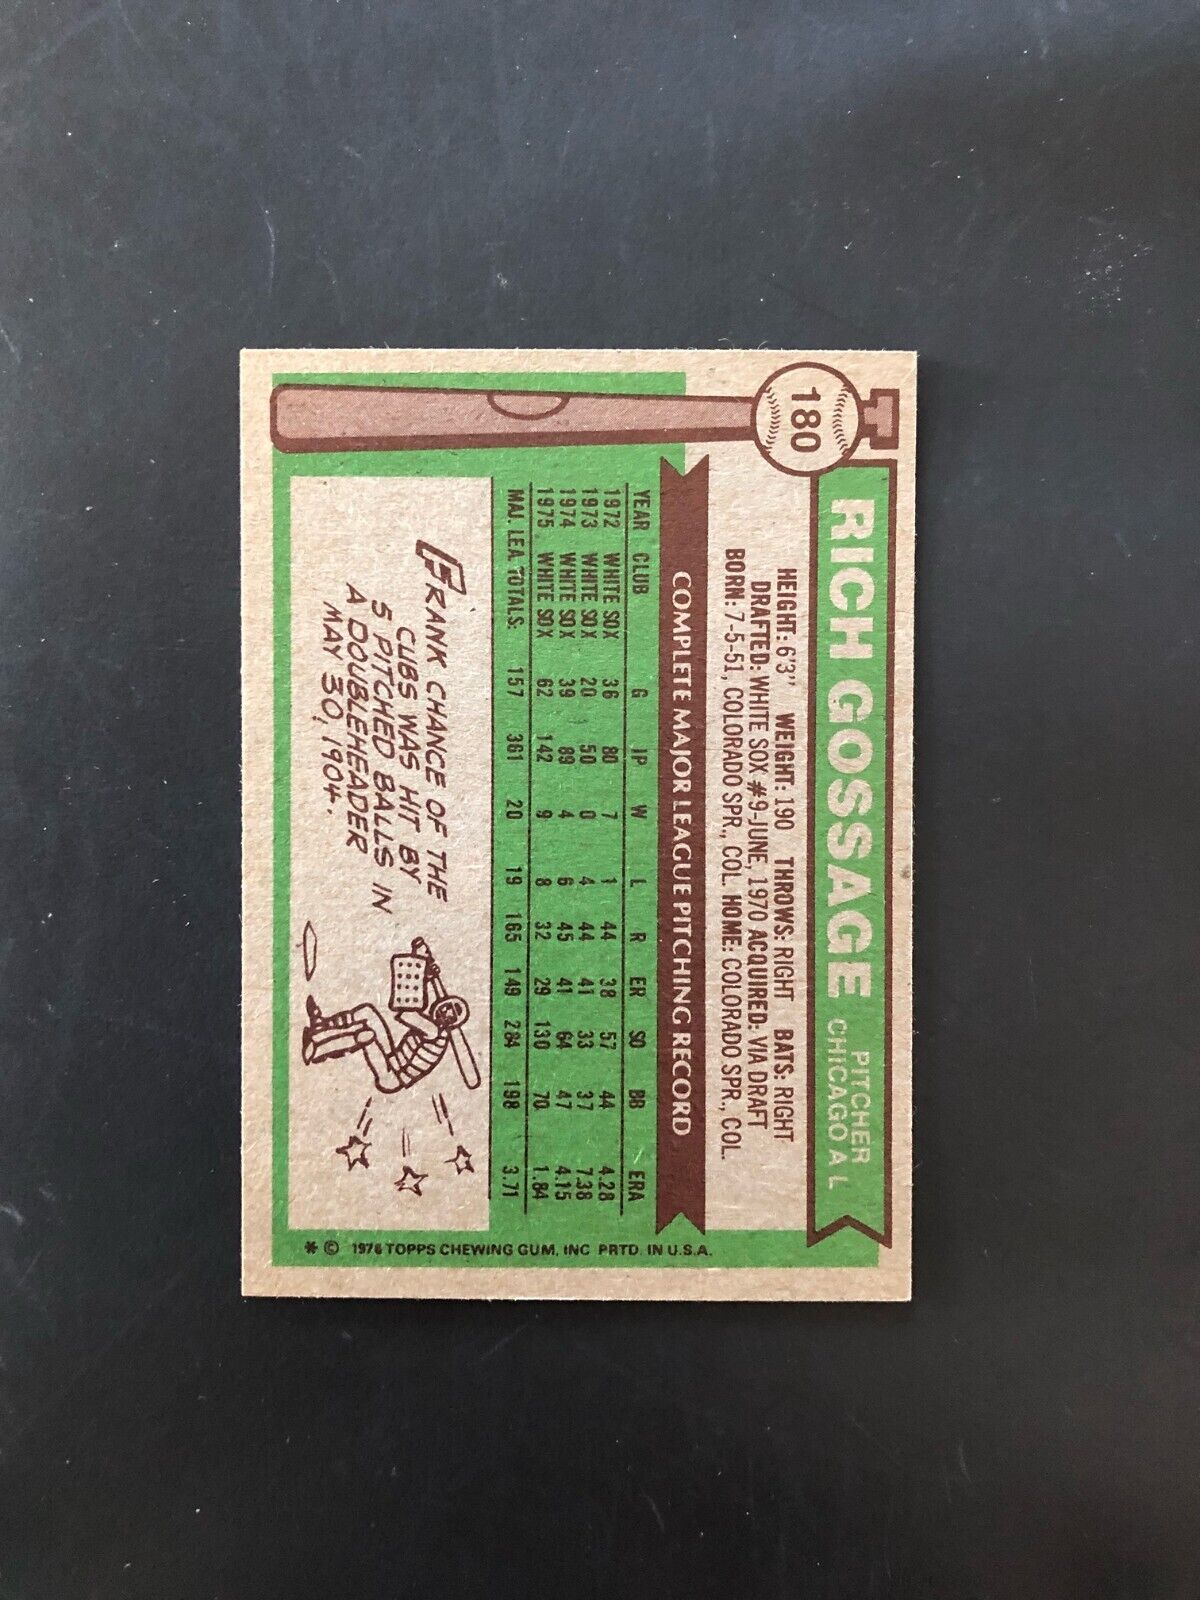 180
RICH GOSSAGE PITCHER CHICAGO A L
HEIGHT: 6'3" WEIGHT: 190 THROWS: RIGHT BATS: RIGHT
DRAFTED: WHITE SOX #9-JUNE, 1970 ACQUIRED: VIA DRAFT
BORN: 7-5-51, COLORADO SPR., COL. HOME: COLORADO SPR., COL.
COMPLETE MAJOR LEAGUE PITCHING RECORD
YEAR CLUB G IP W L R ER SO BB ERA
1972 WHITE SOX 36 80 7 1 44 38 57 44 4.28
1973 WHITE SOX 20 50 0 4 44 41 33 37 7.38
1974 WHITE SOX 39 89 4 6 45 41 64 47 4.15
1975 WHITE SOX 62 142 9 8 32 29 130 70 1.84
MAJ. LEA. TOTALS: 157 361 20 19 165 149 284 198 3.71
FRANK CHANCE OF THE
CUBS WAS HIT BY
5 PITCHED BALLS IN
A DOUBLEHEADER
MAY 30, 1904.
* © 1976 TOPPS CHEWING GUM, INC PRTD. IN U.S.A.